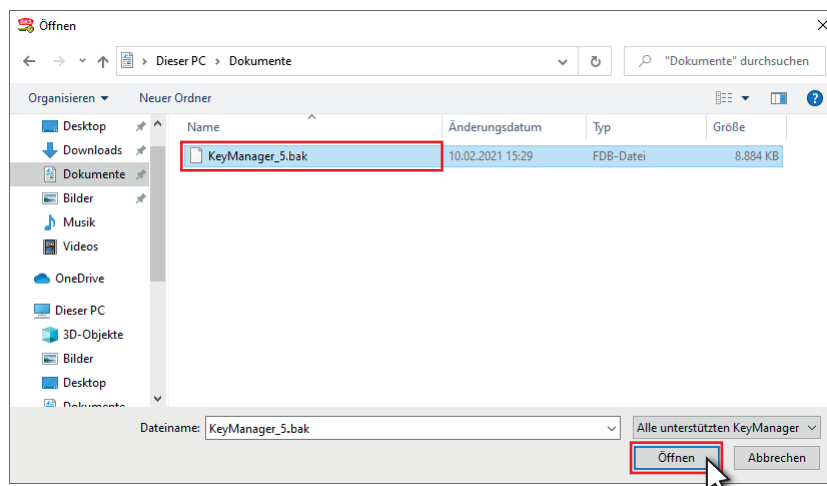 BKS Öffnen
Dieser PC > Dokumente "Dokumente" durchsuchen
Organisieren Neuer Ordner
Desktop
Downloads
Dokumente
Bilder
Musik
Videos
OneDrive
Dieser PC
3D-Objekte
Bilder
Desktop
Dokumente
Name Änderungsdatum Typ Größe
KeyManager_5.bak 10.02.2021 15:29 FDB-Datei 8.884 KB
Dateiname: KeyManager_5.bak Alle unterstützten KeyManager
Öffnen Abbrechen